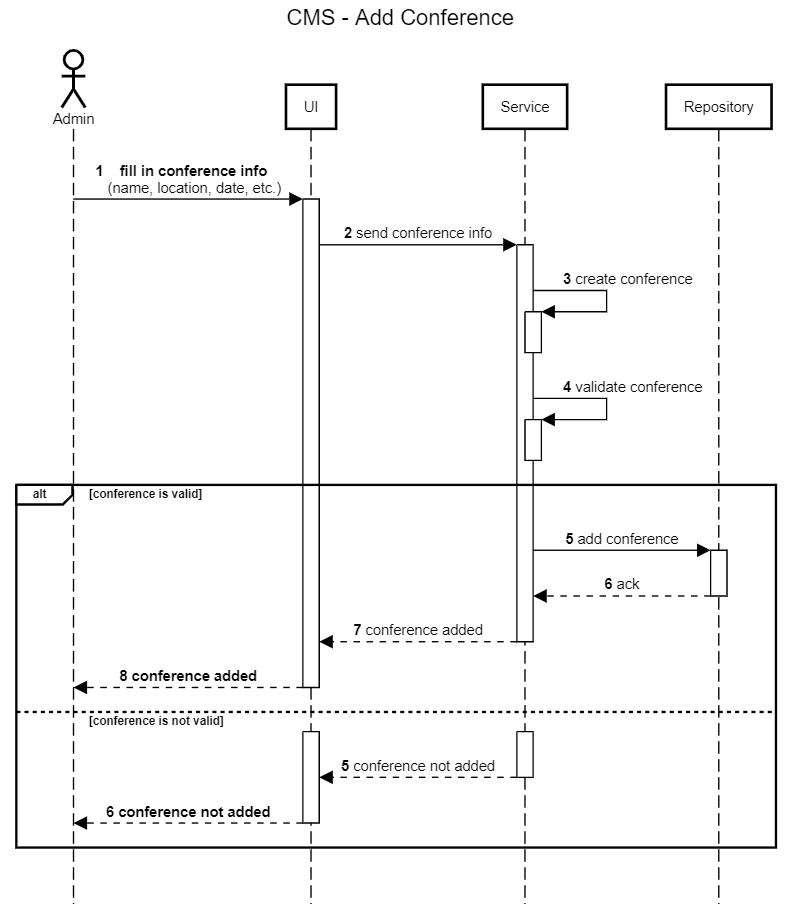 CMS - Add Conference
Admin
UI
Service
Repository
1 fill in conference info
(name, location, date, etc.)
2 send conference info
3 create conference
4 validate conference
alt
[conference is valid]
5 add conference
6 ack
7 conference added
8 conference added
[conference is not valid]
5 conference not added
6 conference not added